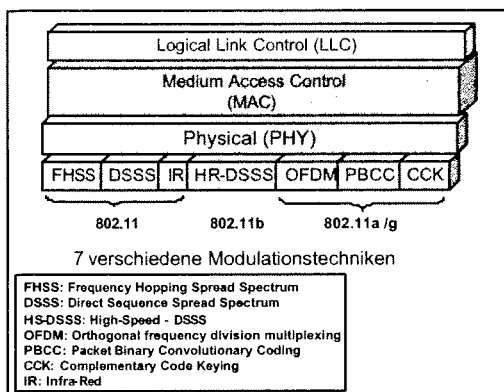 Logical Link Control (LLC)
Medium Access Control
(MAC)
Physical (PHY)
FHSS DSSS IR HR-DSSS OFDM PBCC CCK
802.11 802.11b 802.11a /g
7 verschiedene Modulationstechniken
FHSS: Frequency Hopping Spread Spectrum
DSSS: Direct Sequence Spread Spectrum
HS-DSSS: High-Speed - DSSS
OFDM: Orthogonal frequency division multiplexing
PBCC: Packet Binary Convolutionary Coding
CCK: Complementary Code Keying
IR: Infra-Red